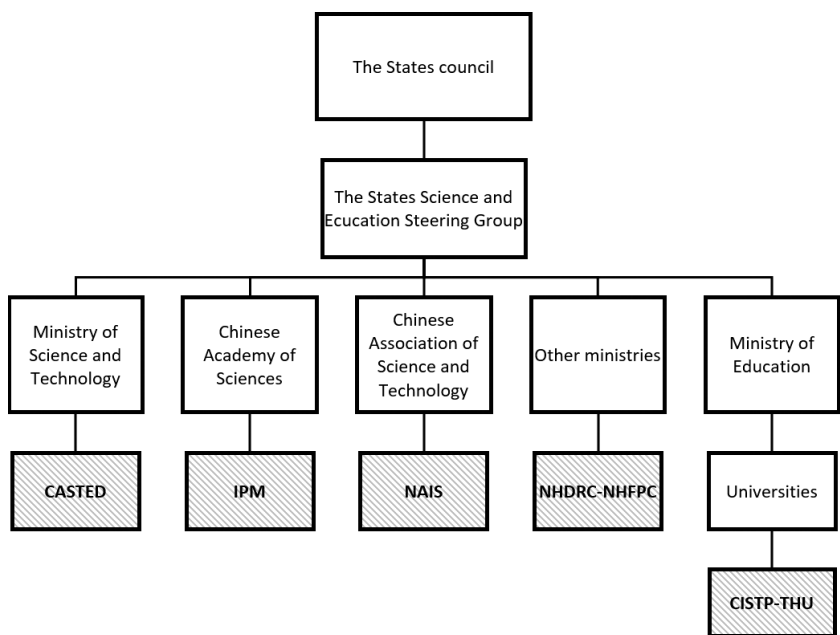 The States council
The States Science and
Ecucation Steering Group
Ministry of
Science and
Technology
Chinese
Academy of
Sciences
Chinese
Association of
Science and
Technology
Other ministries
Ministry of
Education
CASTED
IPM
NAIS
NHDRC-NHFPC
Universities
CISTP-THU